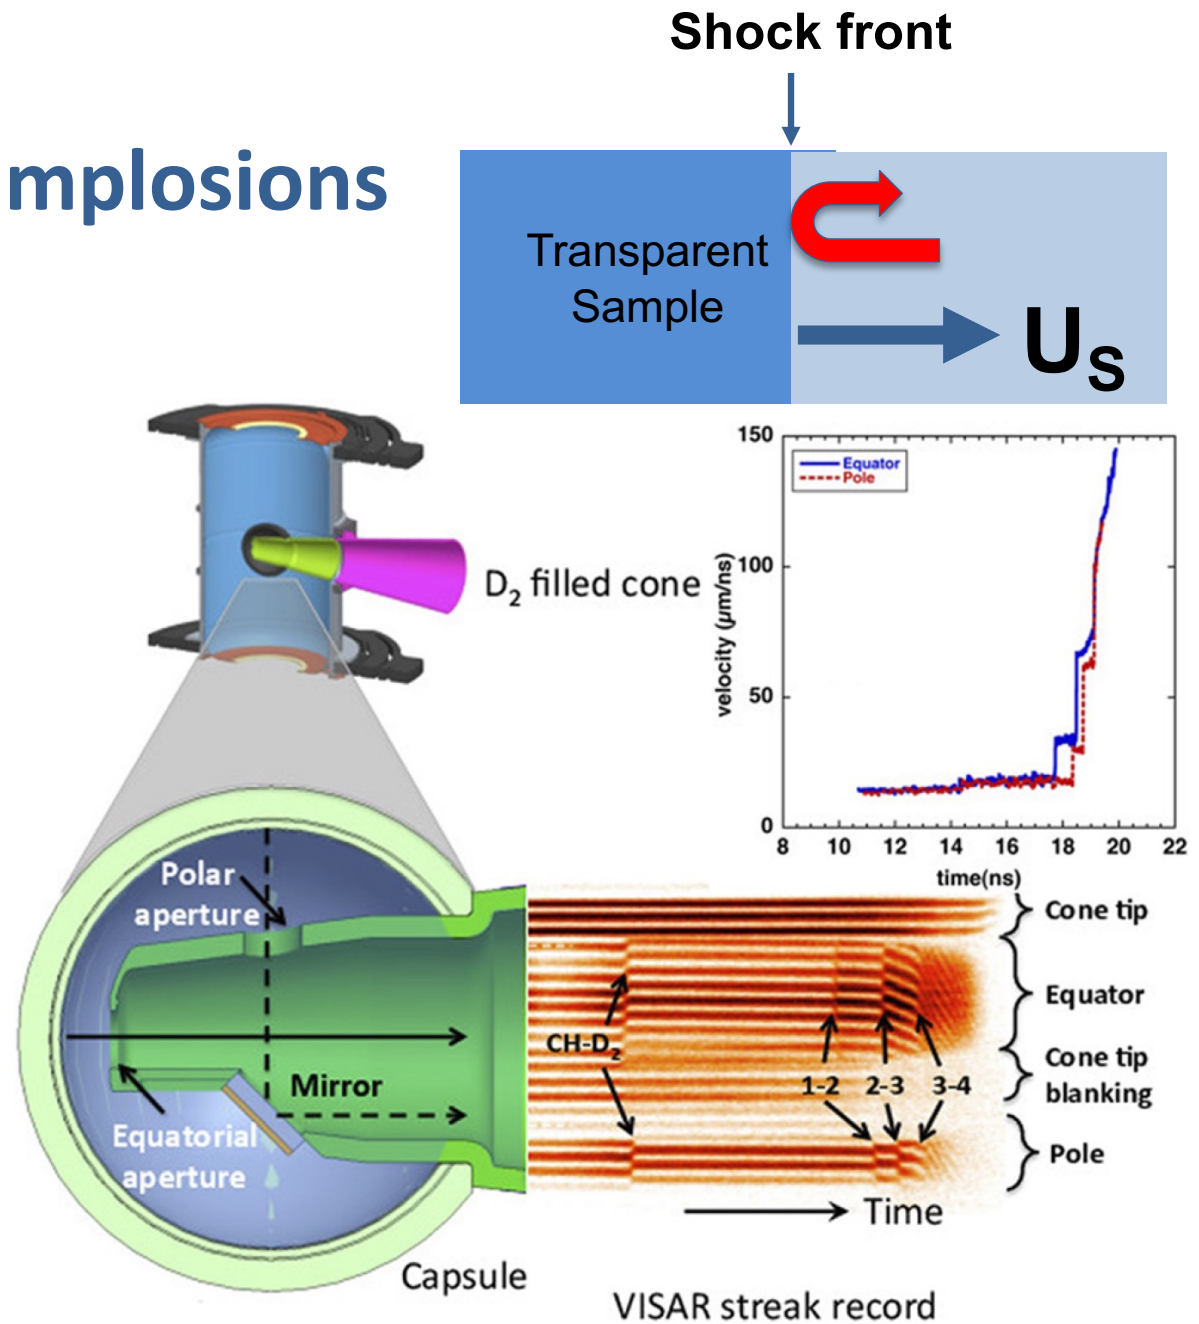 Shock front
mplosions
Transparent
Sample
U_S
D₂ filled cone
150
100
50
0
velocity (μm/ns)
Equator
Pole
8 10 12 14 16 18 20 22
time(ns)
Polar
aperture
Mirror
Equatorial
aperture
Capsule
CH-D₂
1-2 2-3 3-4
Cone tip
Equator
Cone tip
blanking
Pole
Time
VISAR streak record